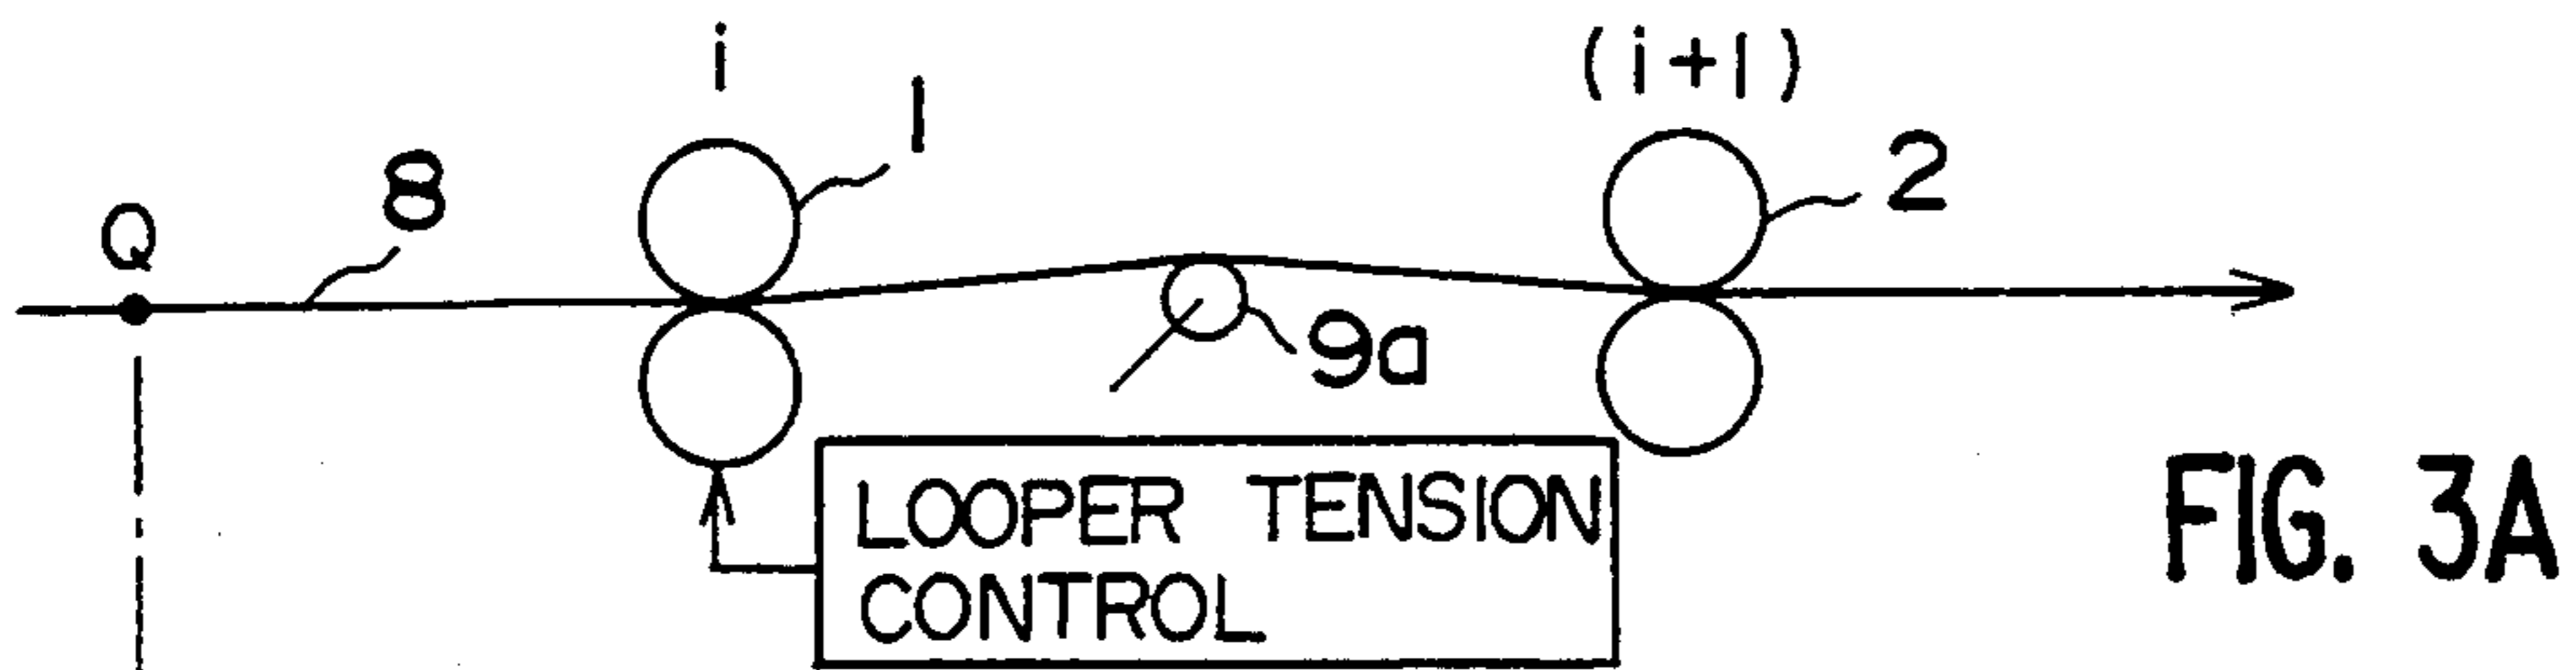 i
(i+1)
1
2
8
Q
9a
LOOPER TENSION
CONTROL
FIG. 3A